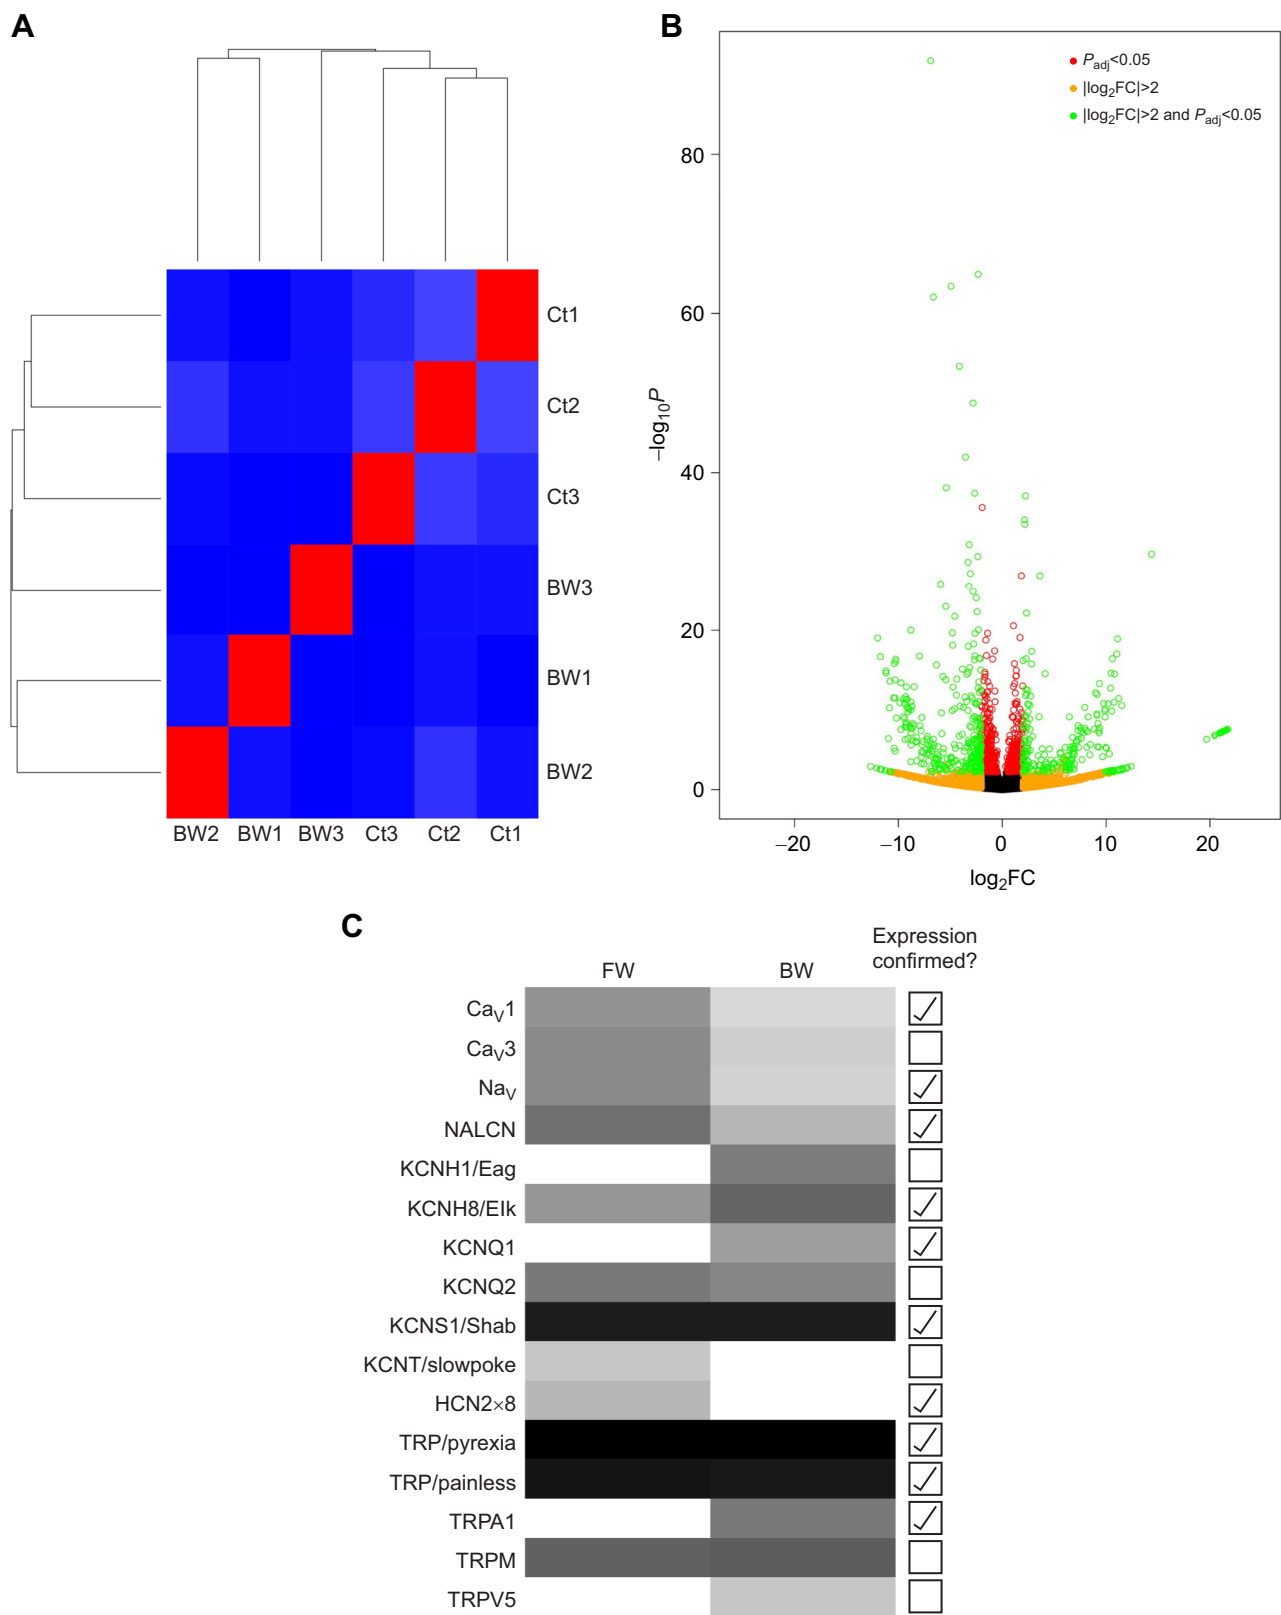 A
Ct1
Ct2
Ct3
BW3
BW1
BW2
BW2 BW1 BW3 Ct3 Ct2 Ct1
B
P_adj<0.05
|log₂FC|>2
|log₂FC|>2 and P_adj<0.05
80
60
40
20
0
–log₁₀P
–20 –10 0 10 20
log₂FC
C
Expression
confirmed?
FW BW
Ca_V1
Ca_V3
Na_V
NALCN
KCNH1/Eag
KCNH8/Elk
KCNQ1
KCNQ2
KCNS1/Shab
KCNT/slowpoke
HCN2×8
TRP/pyrexia
TRP/painless
TRPA1
TRPM
TRPV5